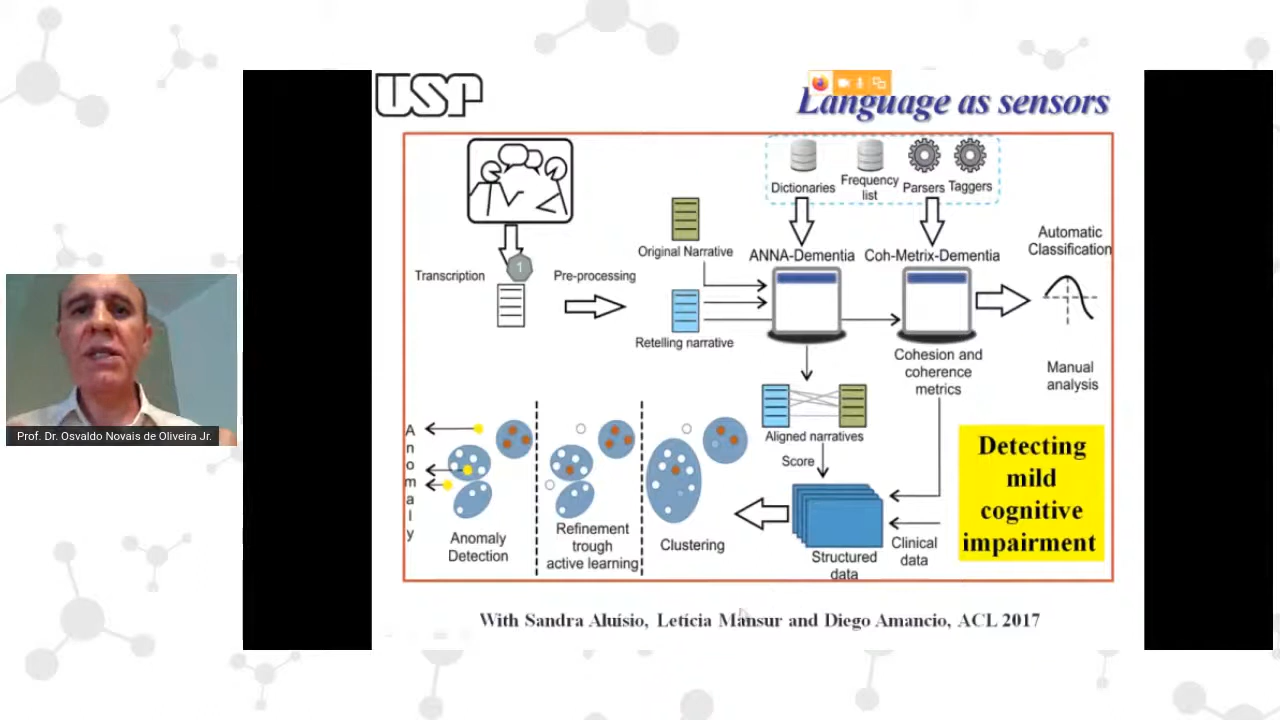 USP
Language as sensors
Dictionaries
Frequency
list
Parsers
Taggers
Original Narrative
ANNA-Dementia
Coh-Metrix-Dementia
Automatic
Classification
Transcription
1
Pre-processing
Retelling narrative
Cohesion and
coherence
metrics
Manual
analysis
Aligned narratives
Score
Anomaly
Anomaly
Detection
Refinement
trough
active learning
Clustering
Structured
data
Clinical
data
Detecting
mild
cognitive
impairment
With Sandra Aluísio, Letícia Mansur and Diego Amancio, ACL 2017
Prof. Dr. Osvaldo Novais de Oliveira Jr.